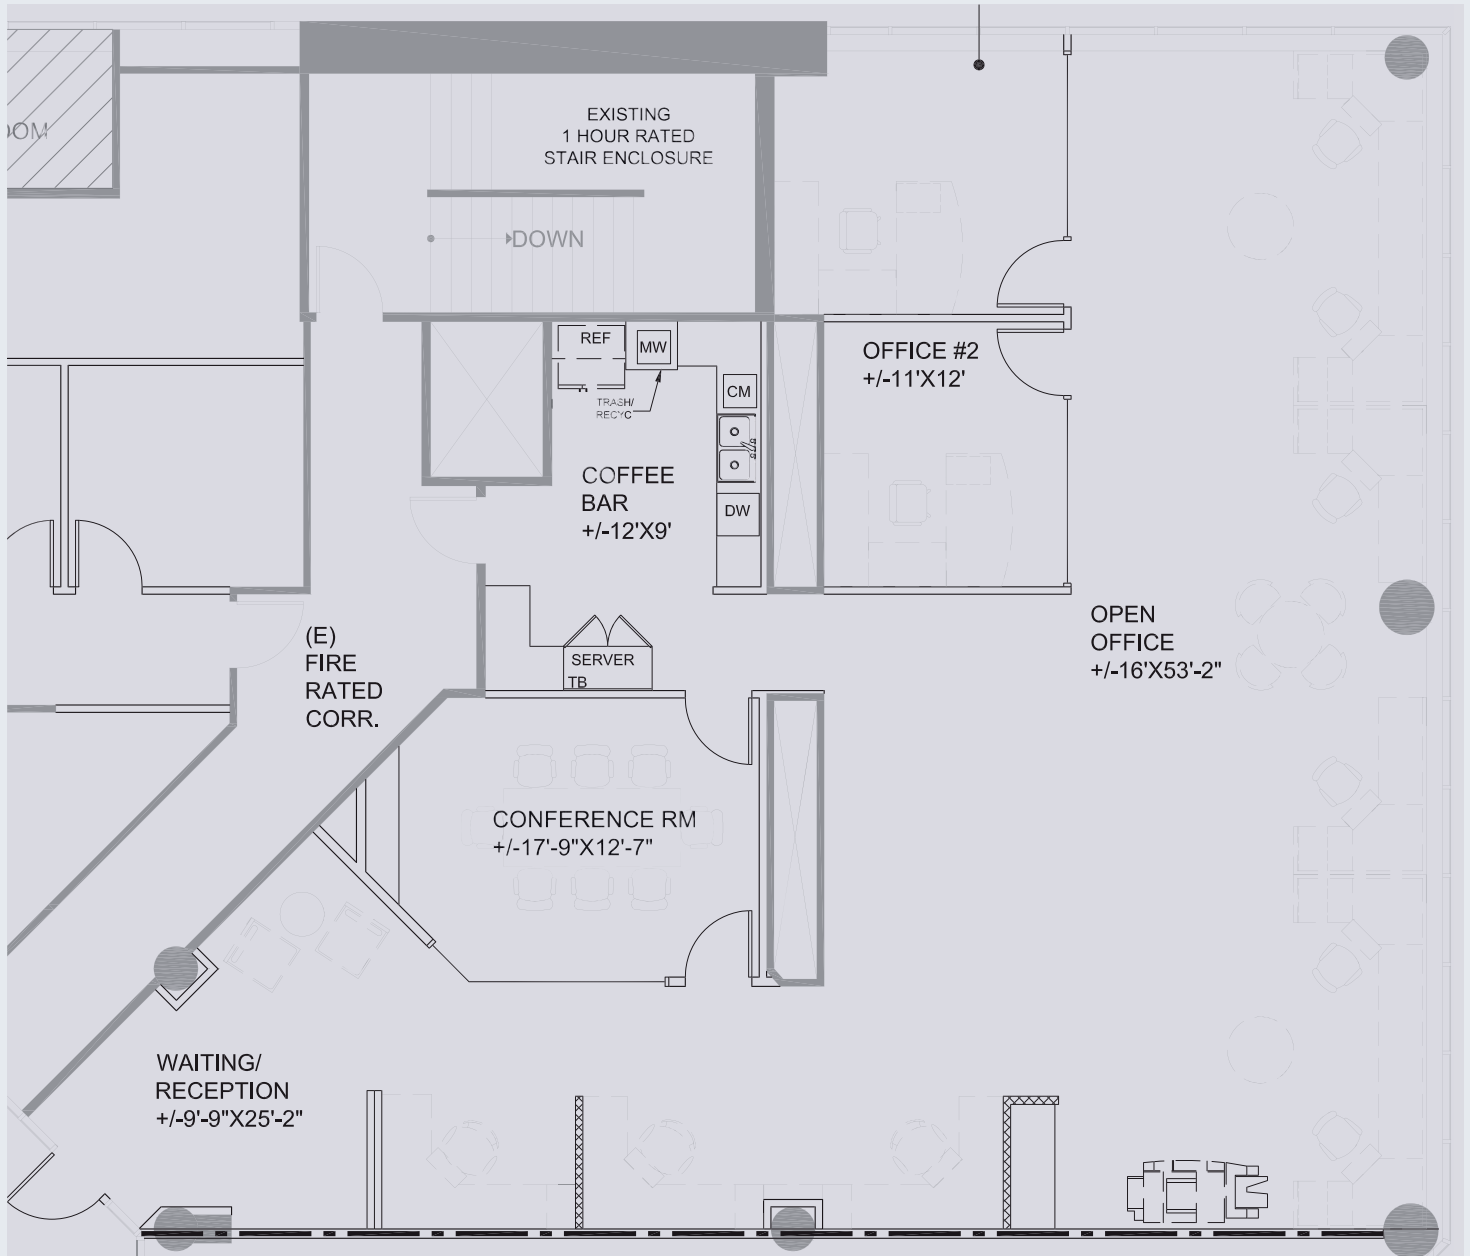 EXISTING
1 HOUR RATED
STAIR ENCLOSURE
OOM
DOWN
REF
MW
TRASH/
RECYC
CM
OFFICE #2
+/-11'X12'
COFFEE
BAR
+/-12'X9'
DW
(E)
FIRE
RATED
CORR.
SERVER
TB
OPEN
OFFICE
+/-16'X53'-2"
CONFERENCE RM
+/-17'-9"X12'-7"
WAITING/
RECEPTION
+/-9'-9"X25'-2"